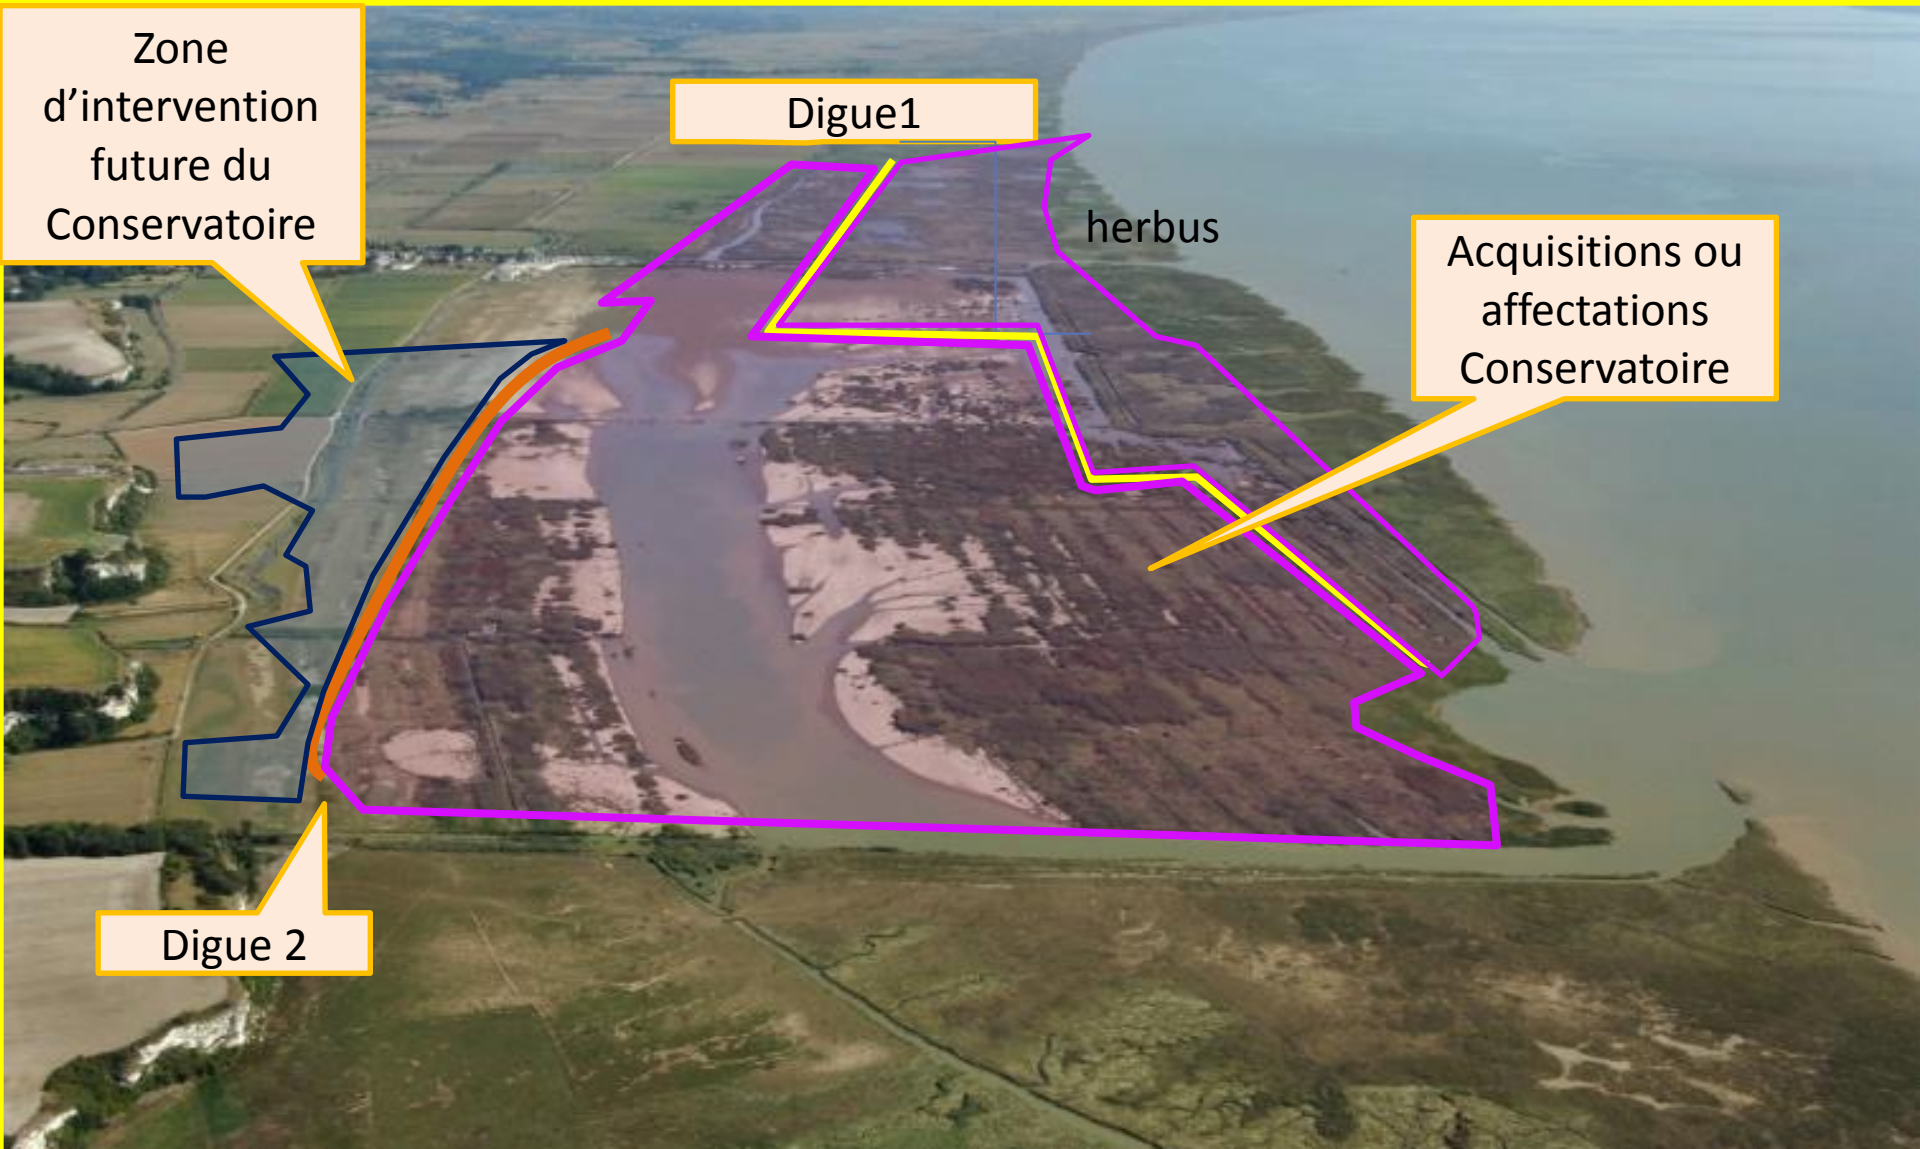 Zone
d’intervention
future du
Conservatoire
Digue1
herbus
Acquisitions ou
affectations
Conservatoire
Digue 2